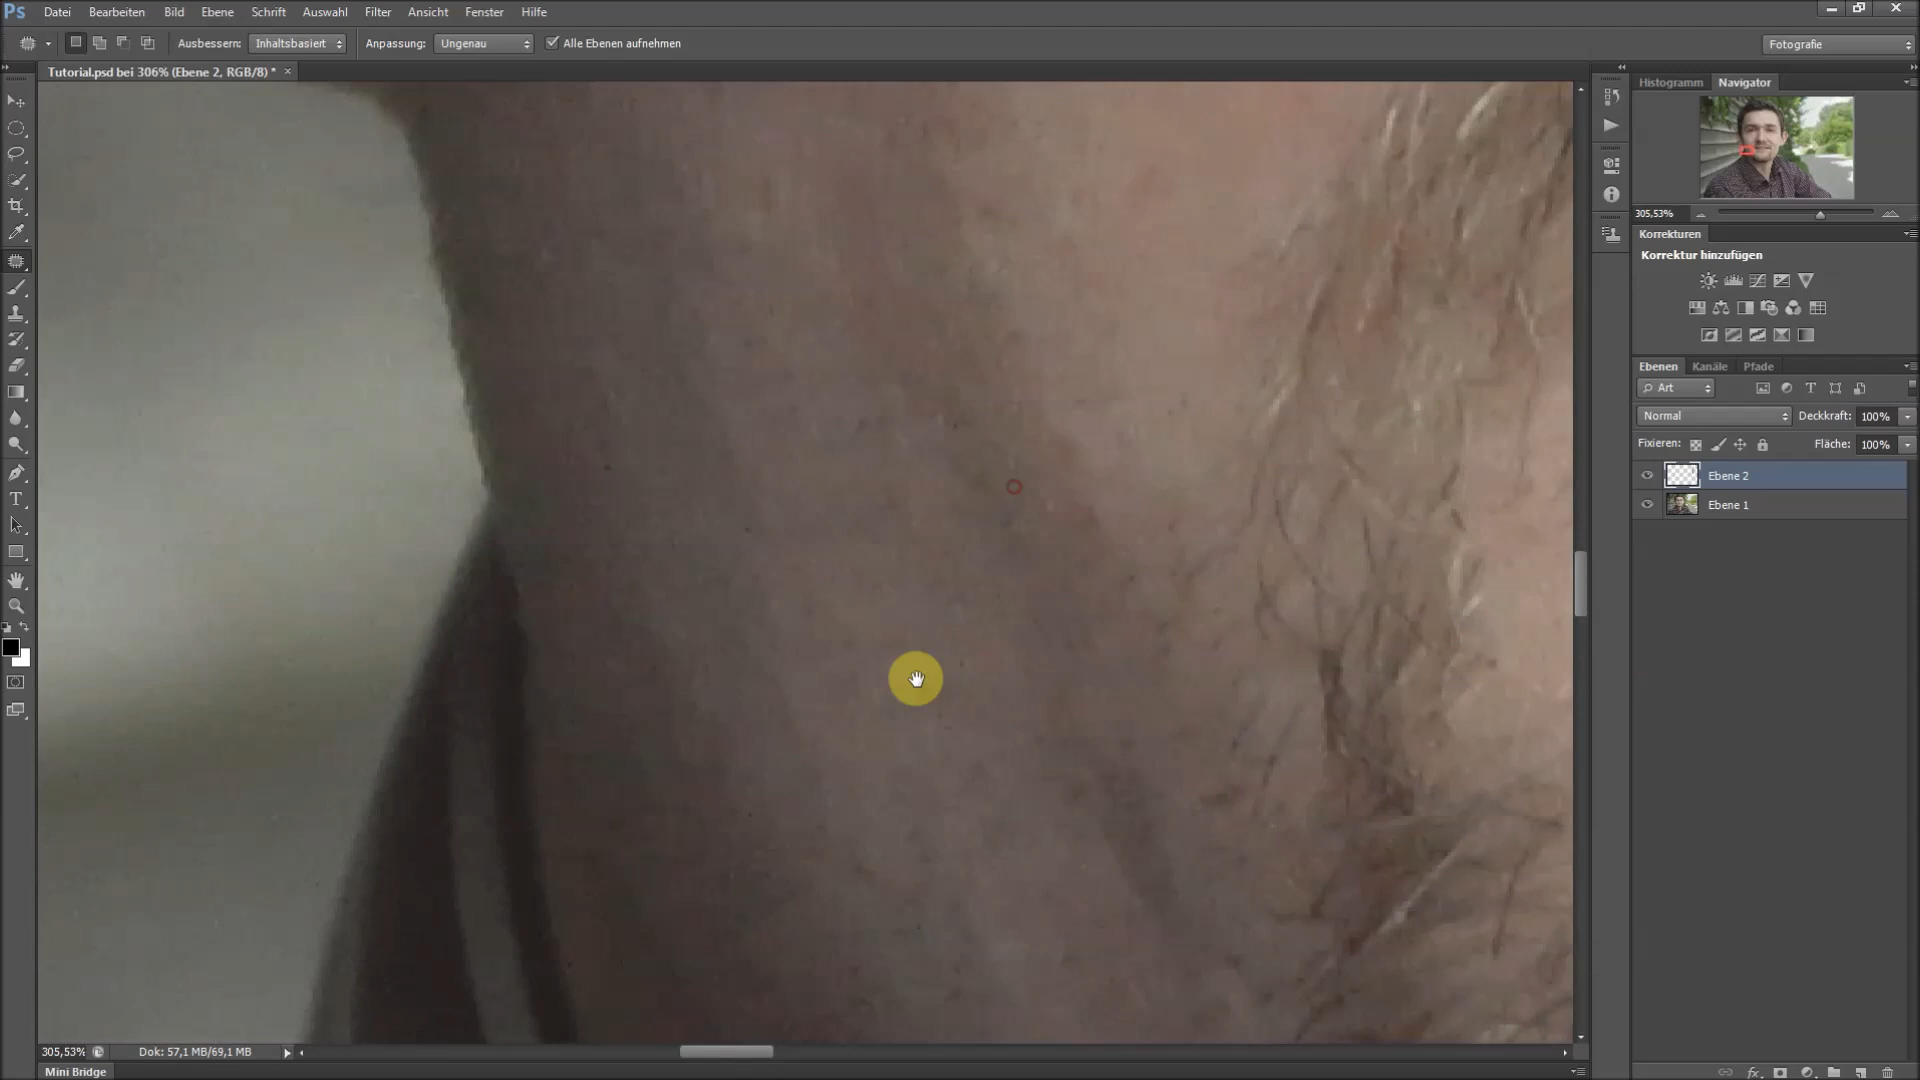 Ps Datei Bearbeiten Bild Ebene Schrift Auswahl Filter Ansicht Fenster Hilfe
Ausbessern: Inhaltsbasiert Anpassung: Ungenau Alle Ebenen aufnehmen Fotografie
Tutorial.psd bei 306% (Ebene 2, RGB/8) * ×
Histogramm Navigator
305,53%
Korrekturen
Korrektur hinzufügen
Ebenen Kanäle Pfade
Art
Normal Deckkraft: 100%
Fixieren: Fläche: 100%
Ebene 2
Ebene 1
305,53% Dok: 57,1 MB/69,1 MB
Mini Bridge